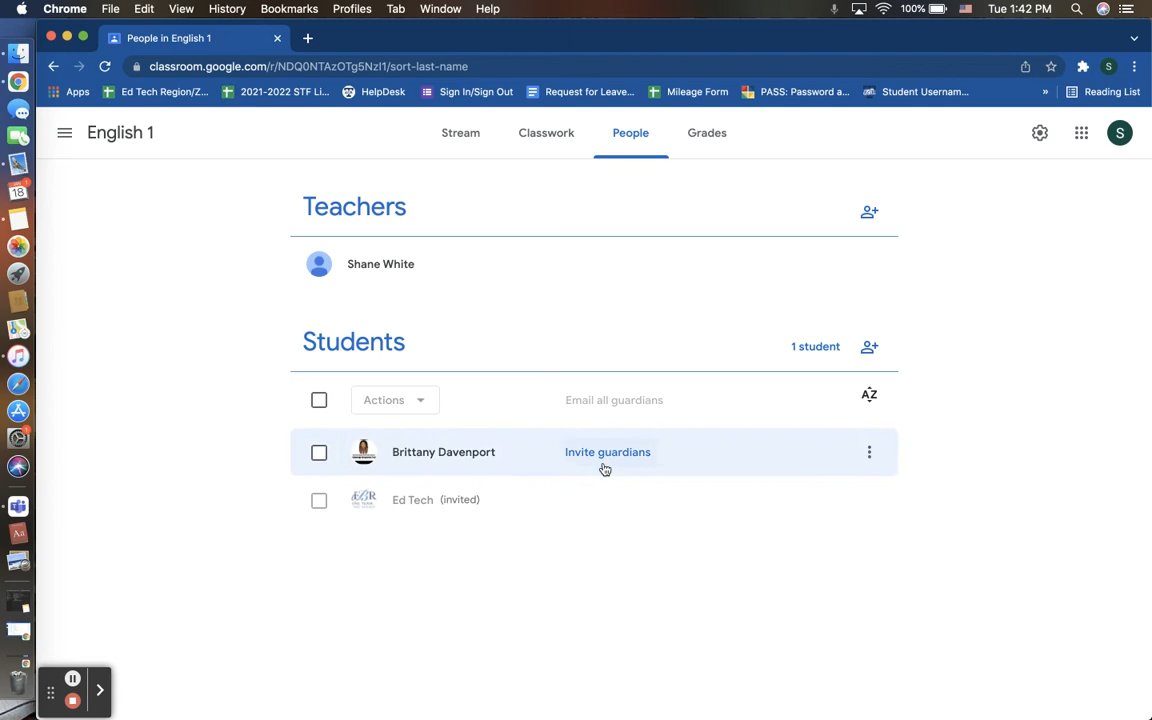 Chrome File Edit View History Bookmarks Profiles Tab Window Help 100% Tue 1:42 PM
People in English 1
classroom.google.com/r/NDQ0NTAzOTg5NzI1/sort-last-name S
Apps Ed Tech Region/Z... 2021-2022 STF Li... HelpDesk Sign In/Sign Out Request for Leave... Mileage Form PASS: Password a... Student Usernam... » Reading List
English 1 Stream Classwork People Grades S
Teachers
Shane White
Students 1 student
Actions Email all guardians AZ
Brittany Davenport Invite guardians
Ed Tech (invited)
18
Aa